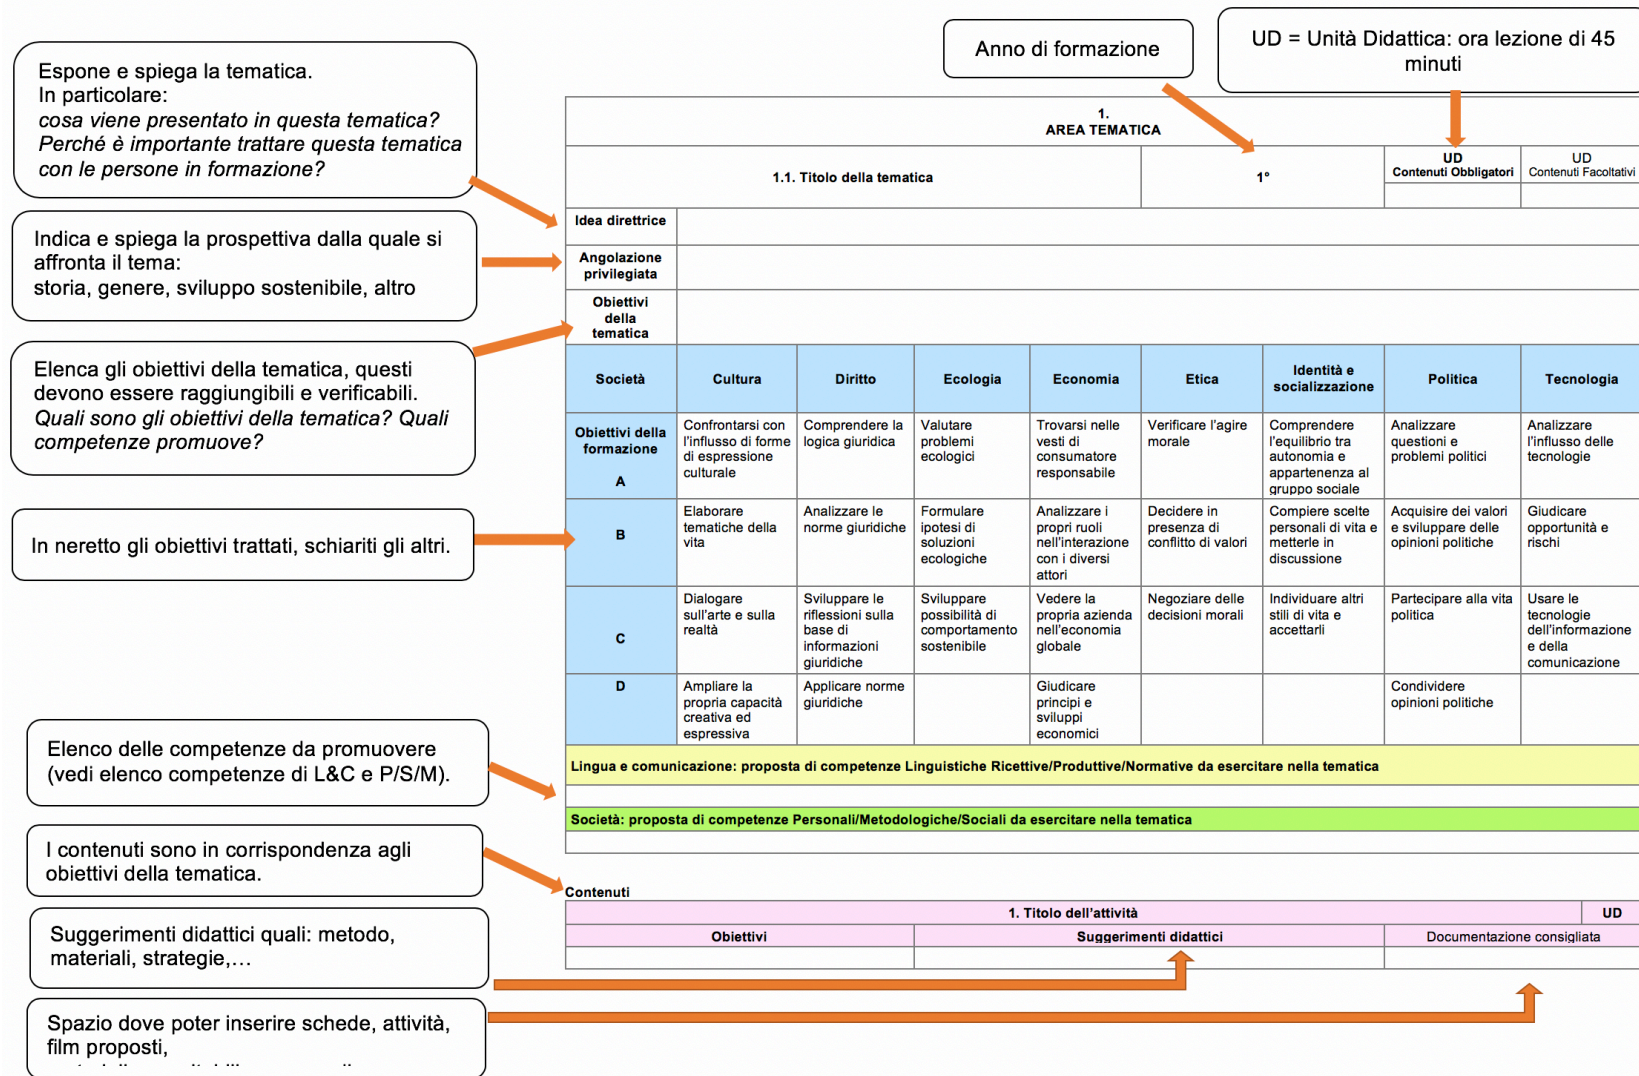 Anno di formazione
UD = Unità Didattica: ora lezione di 45
minuti
Espone e spiega la tematica.
In particolare:
cosa viene presentato in questa tematica?
Perché è importante trattare questa tematica
con le persone in formazione?
Indica e spiega la prospettiva dalla quale si
affronta il tema:
storia, genere, sviluppo sostenibile, altro
Elenca gli obiettivi della tematica, questi
devono essere raggiungibili e verificabili.
Quali sono gli obiettivi della tematica? Quali
competenze promuove?
In neretto gli obiettivi trattati, schiariti gli altri.
Elenco delle competenze da promuovere
(vedi elenco competenze di L&C e P/S/M).
I contenuti sono in corrispondenza agli
obiettivi della tematica.
Suggerimenti didattici quali: metodo,
materiali, strategie,…
Spazio dove poter inserire schede, attività,
film proposti,
1.
AREA TEMATICA
1.1. Titolo della tematica
1°
UD
Contenuti Obbligatori
UD
Contenuti Facoltativi
Idea direttrice
Angolazione
privilegiata
Obiettivi
della
tematica
Società
Cultura
Diritto
Ecologia
Economia
Etica
Identità e
socializzazione
Politica
Tecnologia
Obiettivi della
formazione
A
Confrontarsi con
l'influsso di forme
di espressione
culturale
Comprendere la
logica giuridica
Valutare
problemi
ecologici
Trovarsi nelle
vesti di
consumatore
responsabile
Verificare l'agire
morale
Comprendere
l'equilibrio tra
autonomia e
appartenenza al
gruppo sociale
Analizzare
questioni e
problemi politici
Analizzare
l'influsso delle
tecnologie
B
Elaborare
tematiche della
vita
Analizzare le
norme giuridiche
Formulare
ipotesi di
soluzioni
ecologiche
Analizzare i
propri ruoli
nell'interazione
con i diversi
attori
Decidere in
presenza di
conflitto di valori
Compiere scelte
personali di vita e
metterle in
discussione
Acquisire dei valori
e sviluppare delle
opinioni politiche
Giudicare
opportunità e
rischi
C
Dialogare
sull'arte e sulla
realtà
Sviluppare le
riflessioni sulla
base di
informazioni
giuridiche
Sviluppare
possibilità di
comportamento
sostenibile
Vedere la
propria azienda
nell'economia
globale
Negoziare delle
decisioni morali
Individuare altri
stili di vita e
accettarli
Partecipare alla vita
politica
Usare le
tecnologie
dell'informazione
e della
comunicazione
D
Ampliare la
propria capacità
creativa ed
espressiva
Applicare norme
giuridiche
Giudicare
principi e
sviluppi
economici
Condividere
opinioni politiche
Lingua e comunicazione: proposta di competenze Linguistiche Ricettive/Produttive/Normative da esercitare nella tematica
Società: proposta di competenze Personali/Metodologiche/Sociali da esercitare nella tematica
Contenuti
1. Titolo dell'attività
UD
Obiettivi
Suggerimenti didattici
Documentazione consigliata